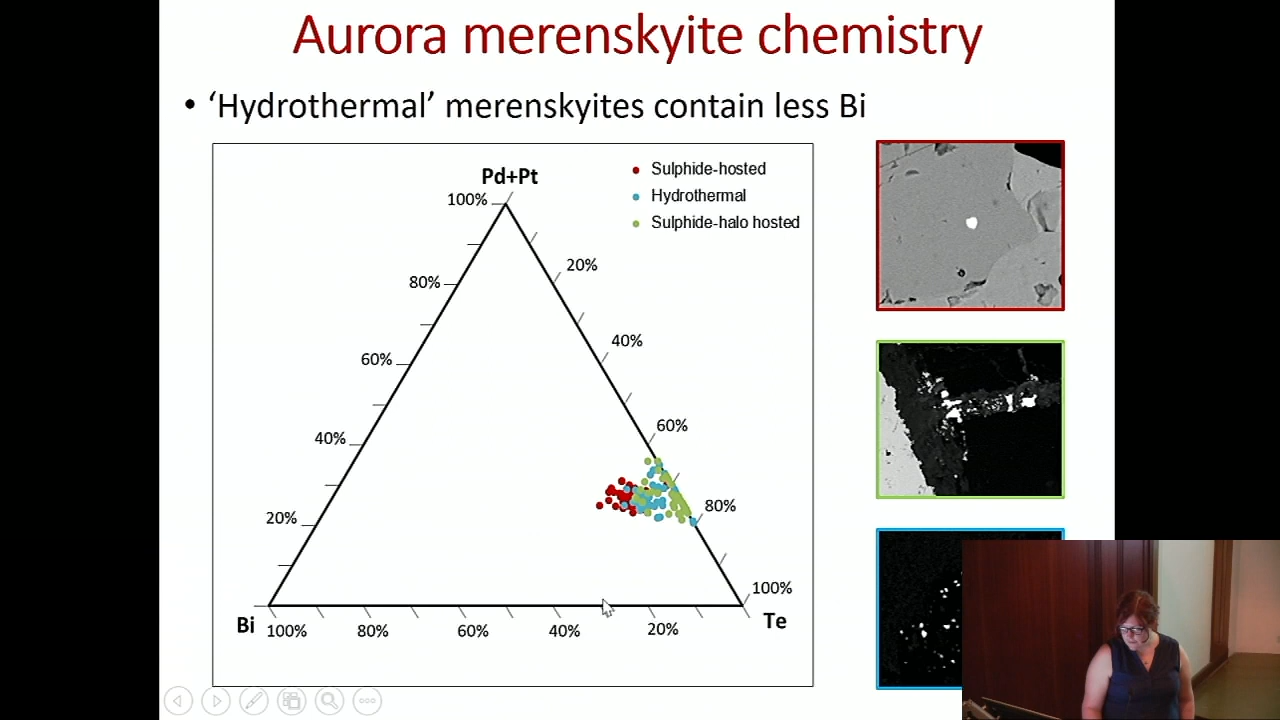 Aurora merenskyite chemistry
• ‘Hydrothermal’ merenskyites contain less Bi
Pd+Pt
Sulphide-hosted
Hydrothermal
Sulphide-halo hosted
100%
80%
60%
40%
20%
20%
40%
60%
80%
100%
Bi
Te
100%
80%
60%
40%
20%